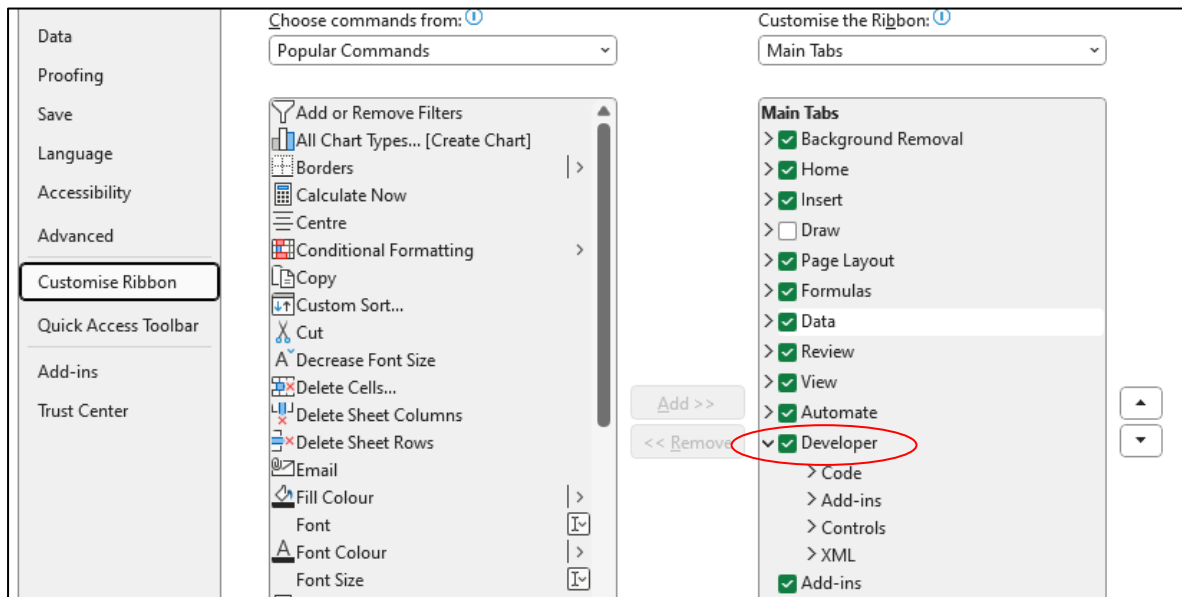 Data
Proofing
Save
Language
Accessibility
Advanced
Customise Ribbon
Quick Access Toolbar
Add-ins
Trust Center
Choose commands from:
Popular Commands
Add or Remove Filters
All Chart Types... [Create Chart]
Borders
Calculate Now
Centre
Conditional Formatting
Copy
Custom Sort...
Cut
Decrease Font Size
Delete Cells...
Delete Sheet Columns
Delete Sheet Rows
Email
Fill Colour
Font
Font Colour
Font Size
Add >>
<< Remove
Customise the Ribbon:
Main Tabs
Main Tabs
Background Removal
Home
Insert
Draw
Page Layout
Formulas
Data
Review
View
Automate
Developer
Code
Add-ins
Controls
XML
Add-ins